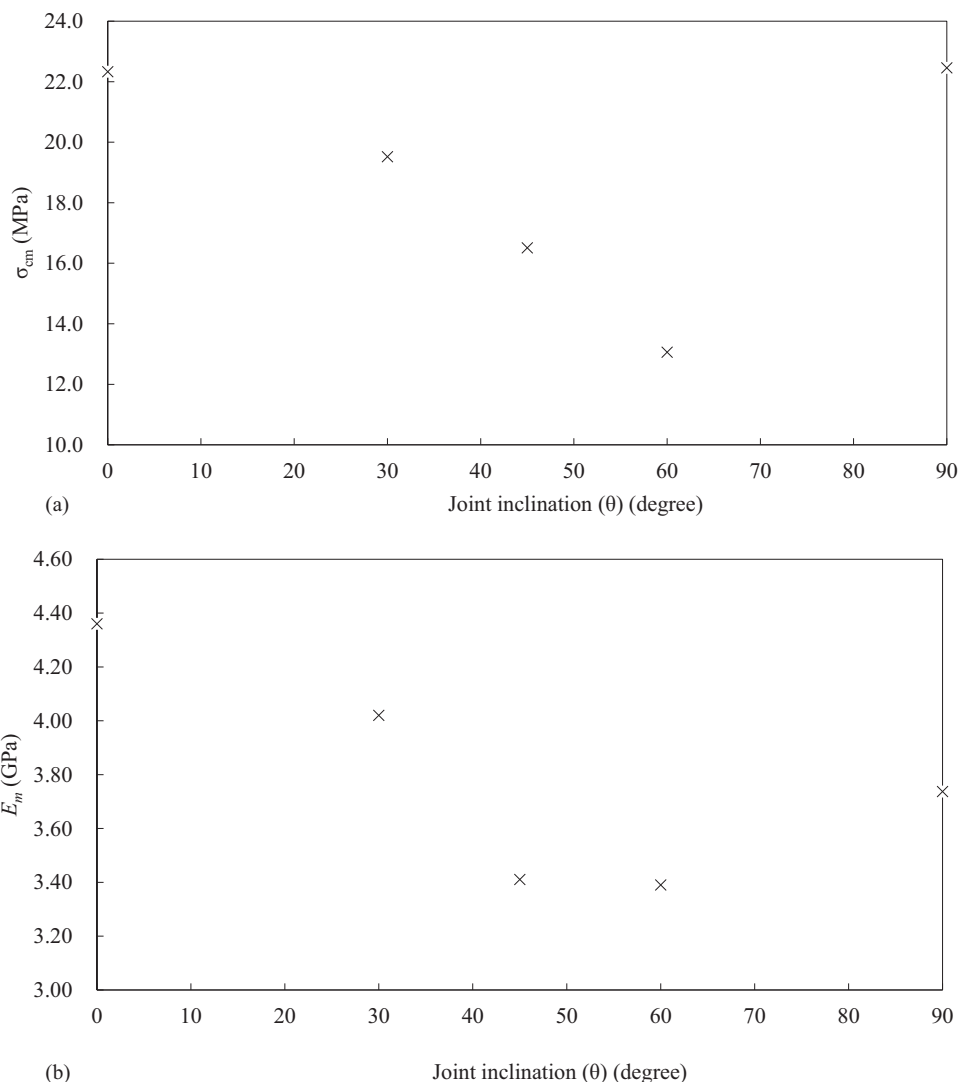 24.0
22.0
20.0
18.0
16.0
14.0
12.0
10.0
σcm (MPa)
0 10 20 30 40 50 60 70 80 90
(a) Joint inclination (θ) (degree)
4.60
4.40
4.20
4.00
3.80
3.60
3.40
3.20
3.00
Em (GPa)
0 10 20 30 40 50 60 70 80 90
(b) Joint inclination (θ) (degree)